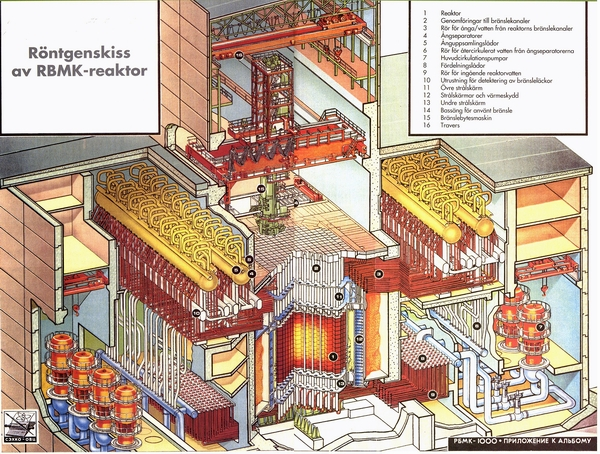 Röntgenskiss
av RBMK-reaktor
1 Reaktor
2 Genomföringar till bränslekanaler
3 Rör för ånga/vatten från reaktorns bränslekanaler
4 Ångseparatorer
5 Ånguppsamlingslådor
6 Rör för återcirkulerat vatten från ångseparatorerna
7 Huvudcirkulationspumpar
8 Fördelningslådor
9 Rör för ingående reaktorvatten
10 Utrustning för detektering av bränsleläckor
11 Övre strålskärm
12 Strålskärmar och värmesköld
13 Undre strålskärm
14 Bassäng för använt bränsle
15 Bränslebytesmaskin
16 Travers
РБМК-1000 • ПРИЛОЖЕНИЕ К АЛЬБОМУ